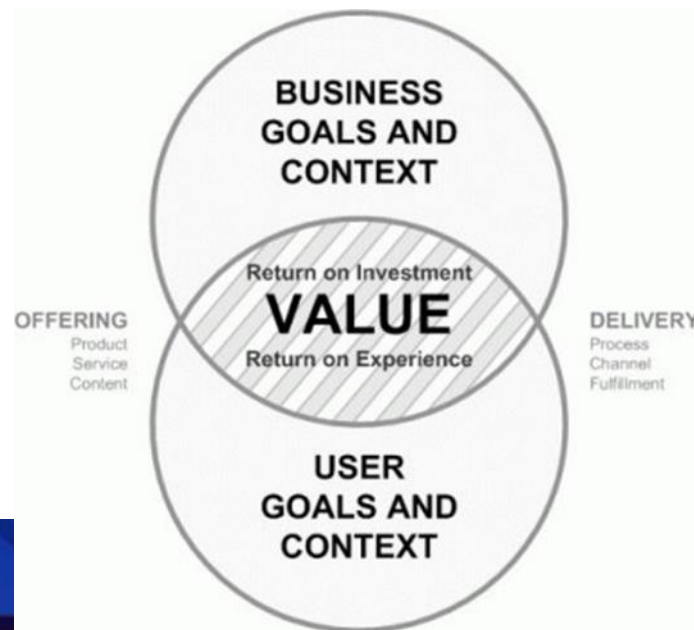 BUSINESS
GOALS AND
CONTEXT
Return on Investment
VALUE
Return on Experience
OFFERING
Product
Service
Content
DELIVERY
Process
Channel
Fulfillment
USER
GOALS AND
CONTEXT